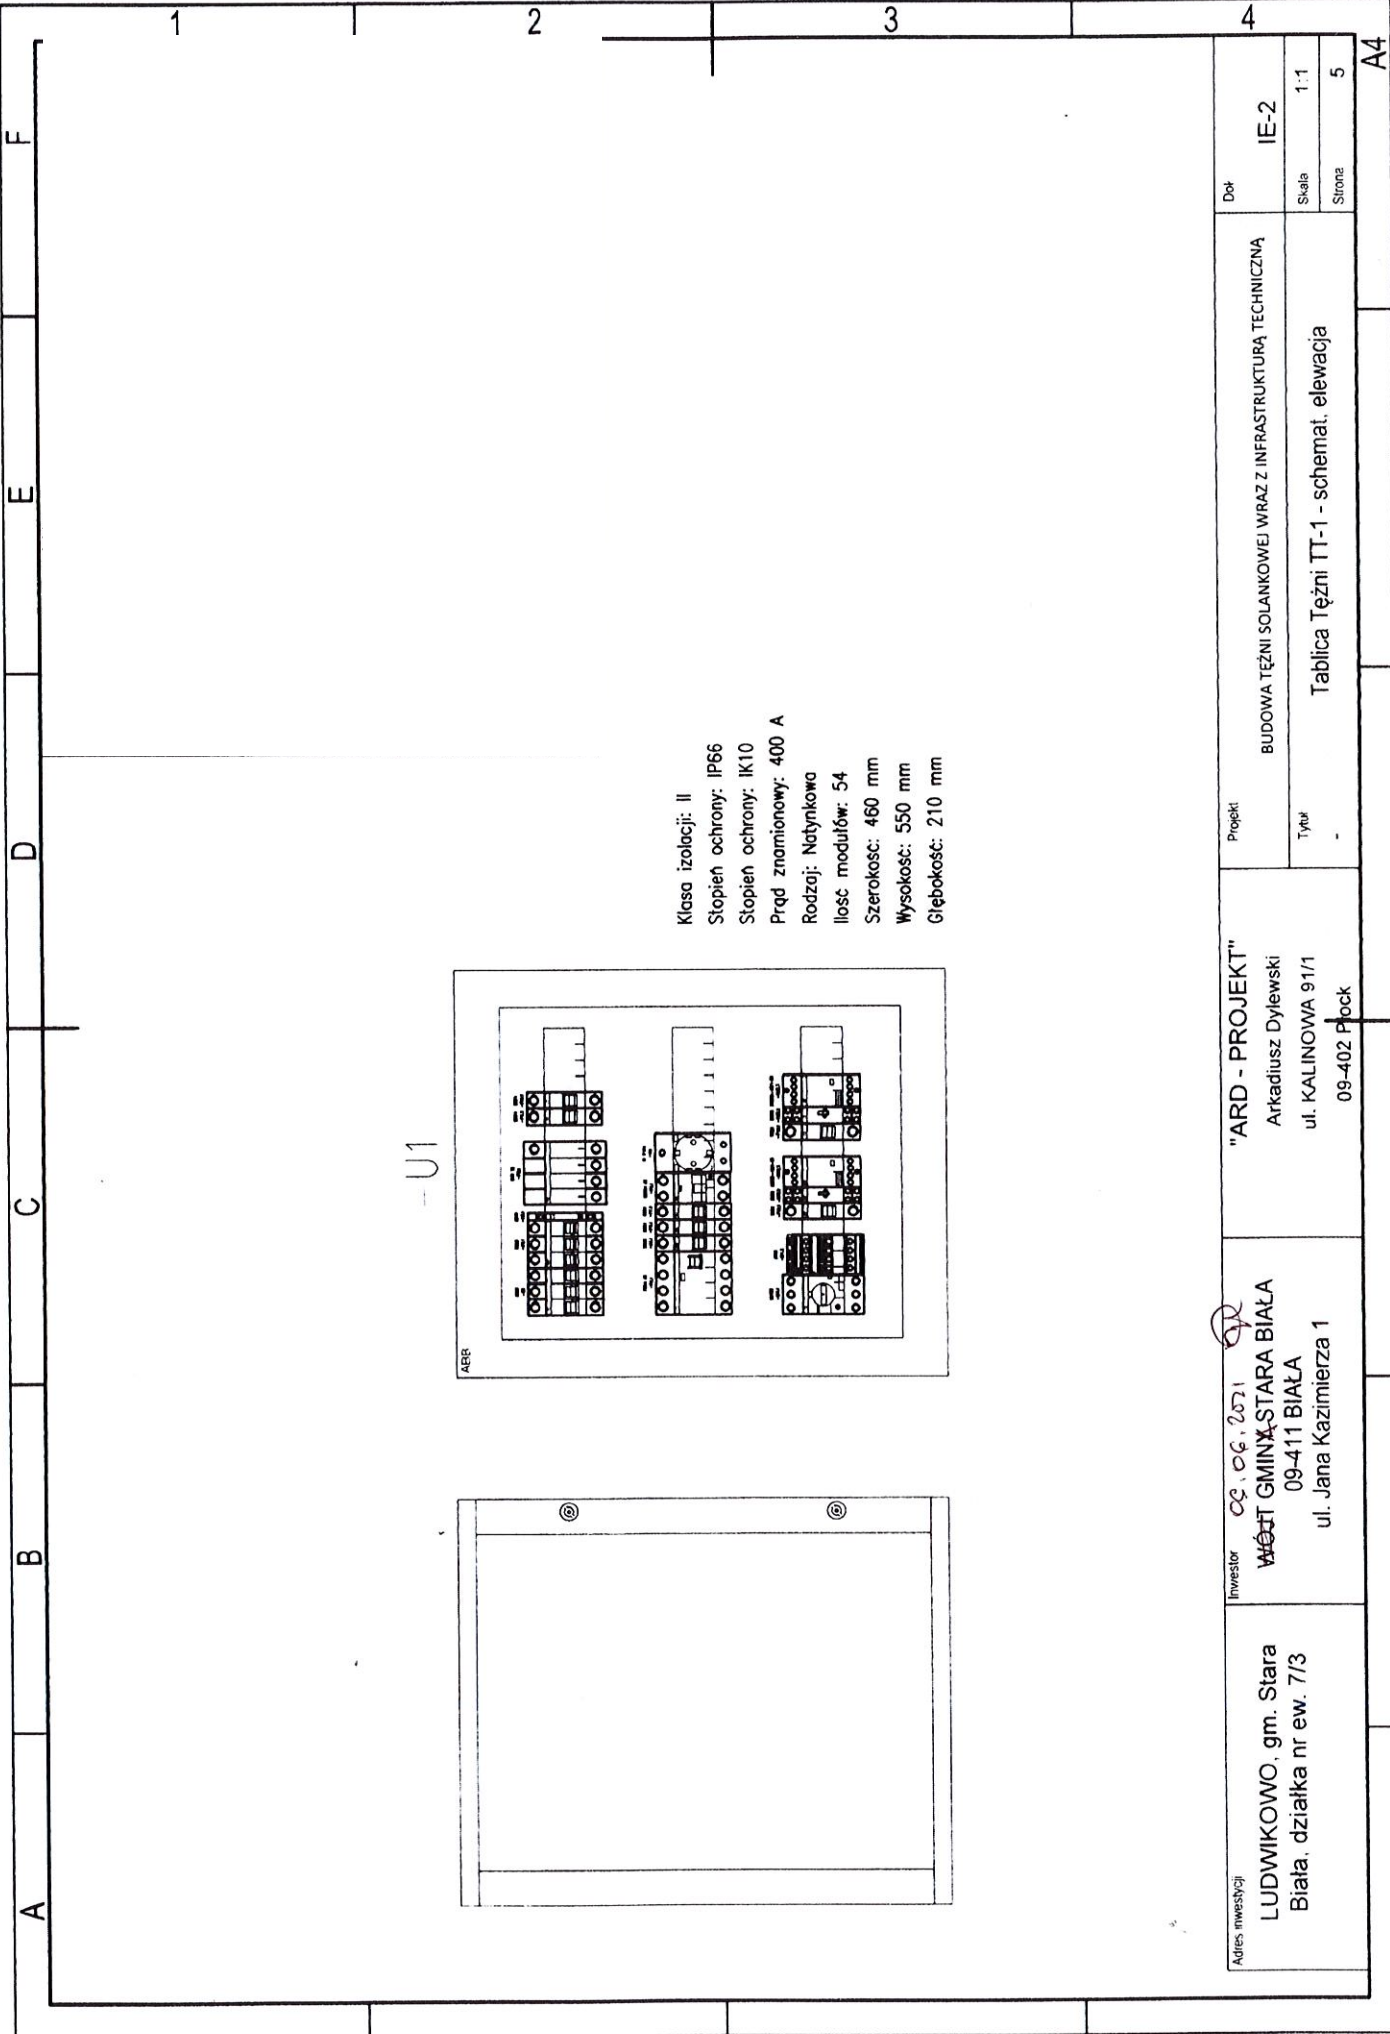 A
B
C
D
E
F
1
2
3
4
-U1
ABB
Klasa izolacji: II
Stopień ochrony: IP66
Stopień ochrony: IK10
Prąd znamionowy: 400 A
Rodzaj: Natynkowa
Ilość modułów: 54
Szerokość: 460 mm
Wysokość: 550 mm
Głębokość: 210 mm
Adres inwestycji
LUDWIKOWO, gm. Stara
Biała, działka nr ew. 7/3
Inwestor
09.06.2021
WÓJT GMINA STARA BIAŁA
09-411 BIAŁA
ul. Jana Kazimierza 1
"ARD - PROJEKT"
Arkadiusz Dylewski
ul. KALINOWA 91/1
09-402 Płock
Projekt
BUDOWA TĘŻNI SOLANKOWEJ WRAZ Z INFRASTRUKTURĄ TECHNICZNĄ
Tytuł
-
Tablica Tężni TT-1 - schemat, elewacja
Dok
IE-2
Skala
1:1
Strona
5
A4